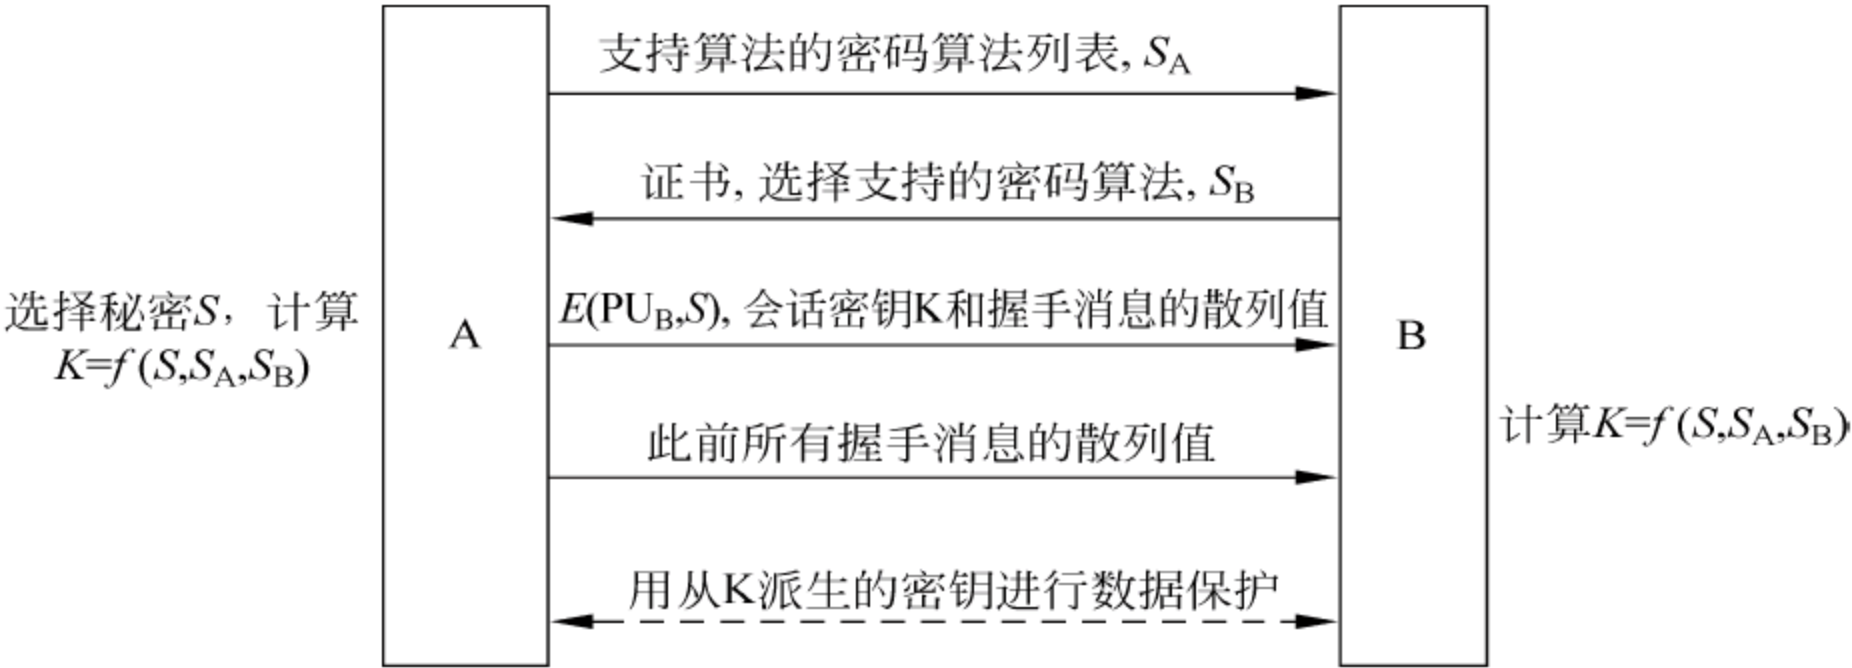 支持算法的密码算法列表, SA
证书, 选择支持的密码算法, SB
选择秘密S，计算
K=f (S,SA,SB)
A
E(PUB,S), 会话密钥K和握手消息的散列值
B
此前所有握手消息的散列值
计算K=f (S,SA,SB)
用从K派生的密钥进行数据保护